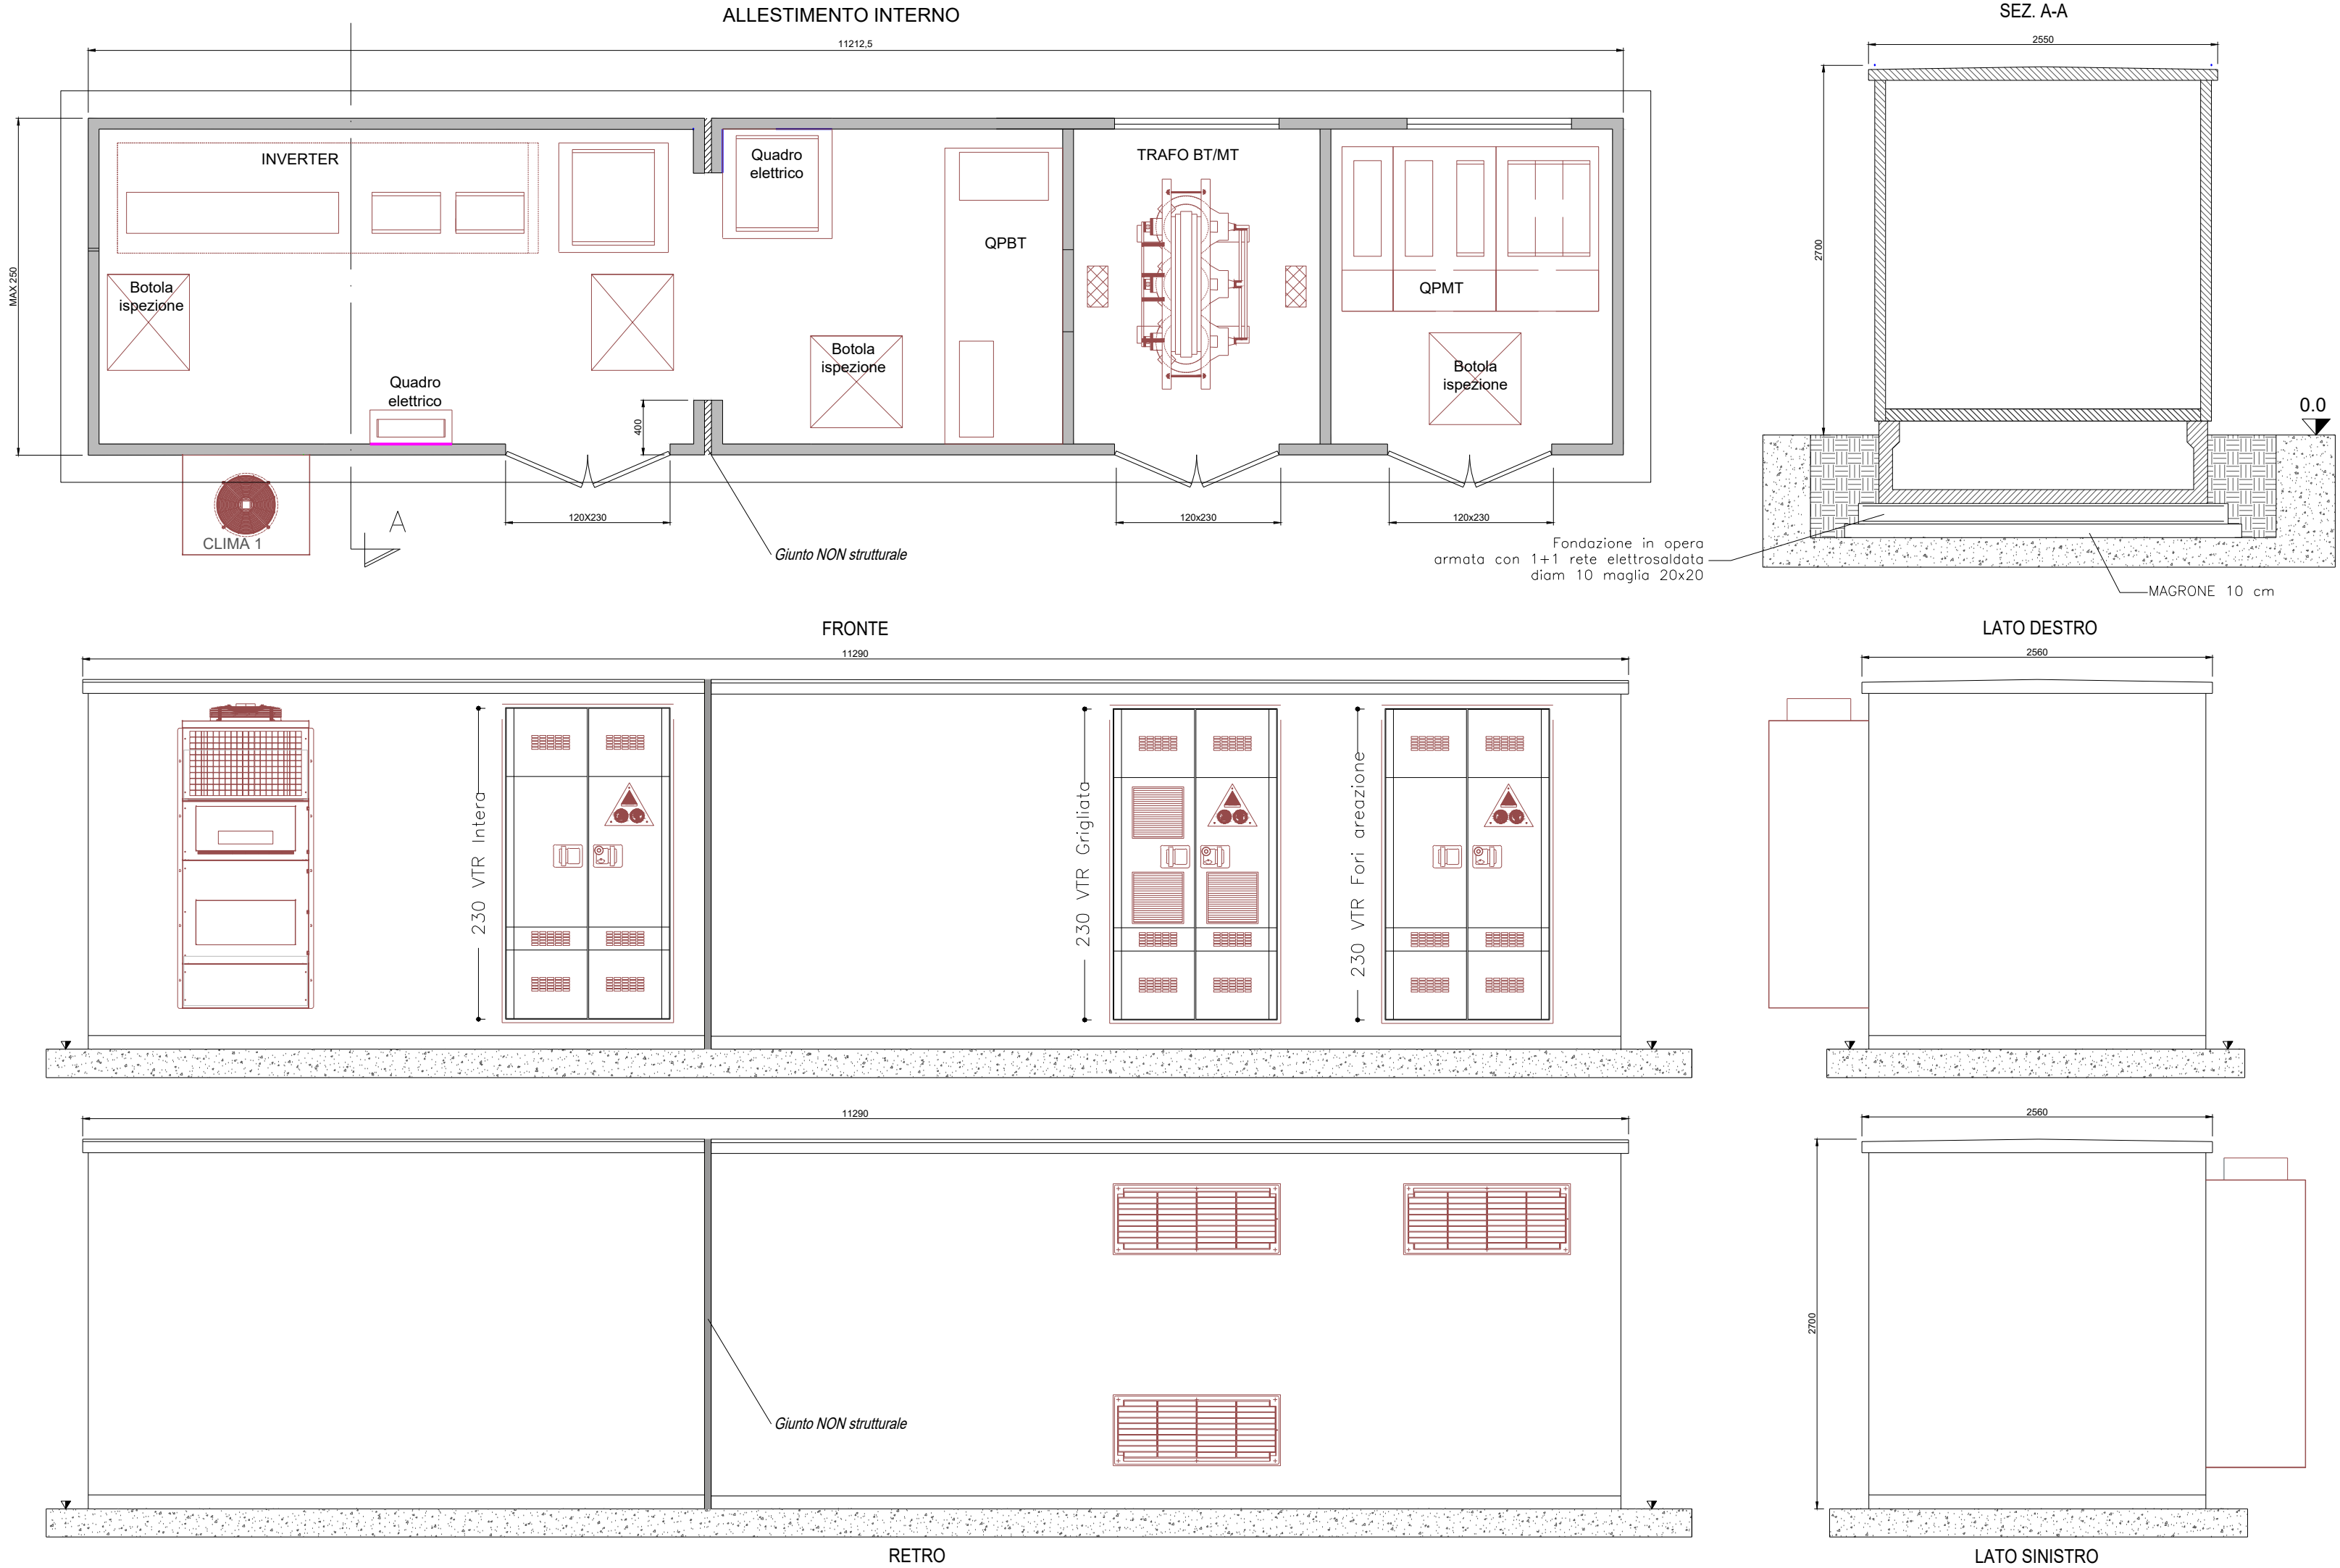 ALLESTIMENTO INTERNO
SEZ. A-A
11212,5
2550
INVERTER
Quadro
elettrico
TRAFO BT/MT
QPBT
MAX 250
2700
Botola
ispezione
QPMT
Botola
ispezione
Botola
ispezione
Quadro
elettrico
400
0.0
120X230
120x230
120x230
A
CLIMA 1
Giunto NON strutturale
Fondazione in opera
armata con 1+1 rete elettrosaldata
diam 10 maglia 20x20
MAGRONE 10 cm
FRONTE
LATO DESTRO
11290
2560
230 VTR Intera
230 VTR Grigliata
230 VTR Fori areazione
11290
2560
2700
Giunto NON strutturale
RETRO
LATO SINISTRO